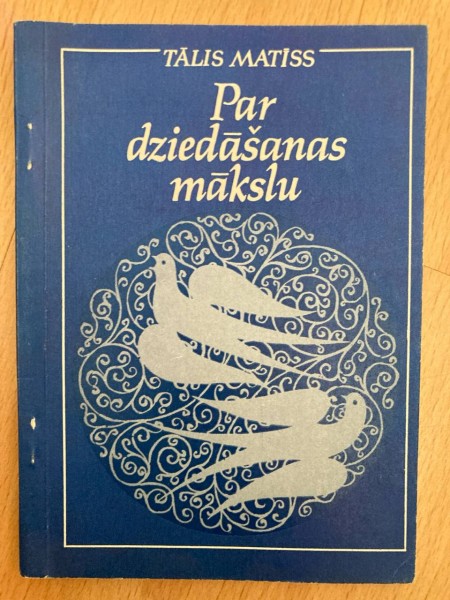 TĀLIS MATĪSS
Par
dziedāšanas
mākslu